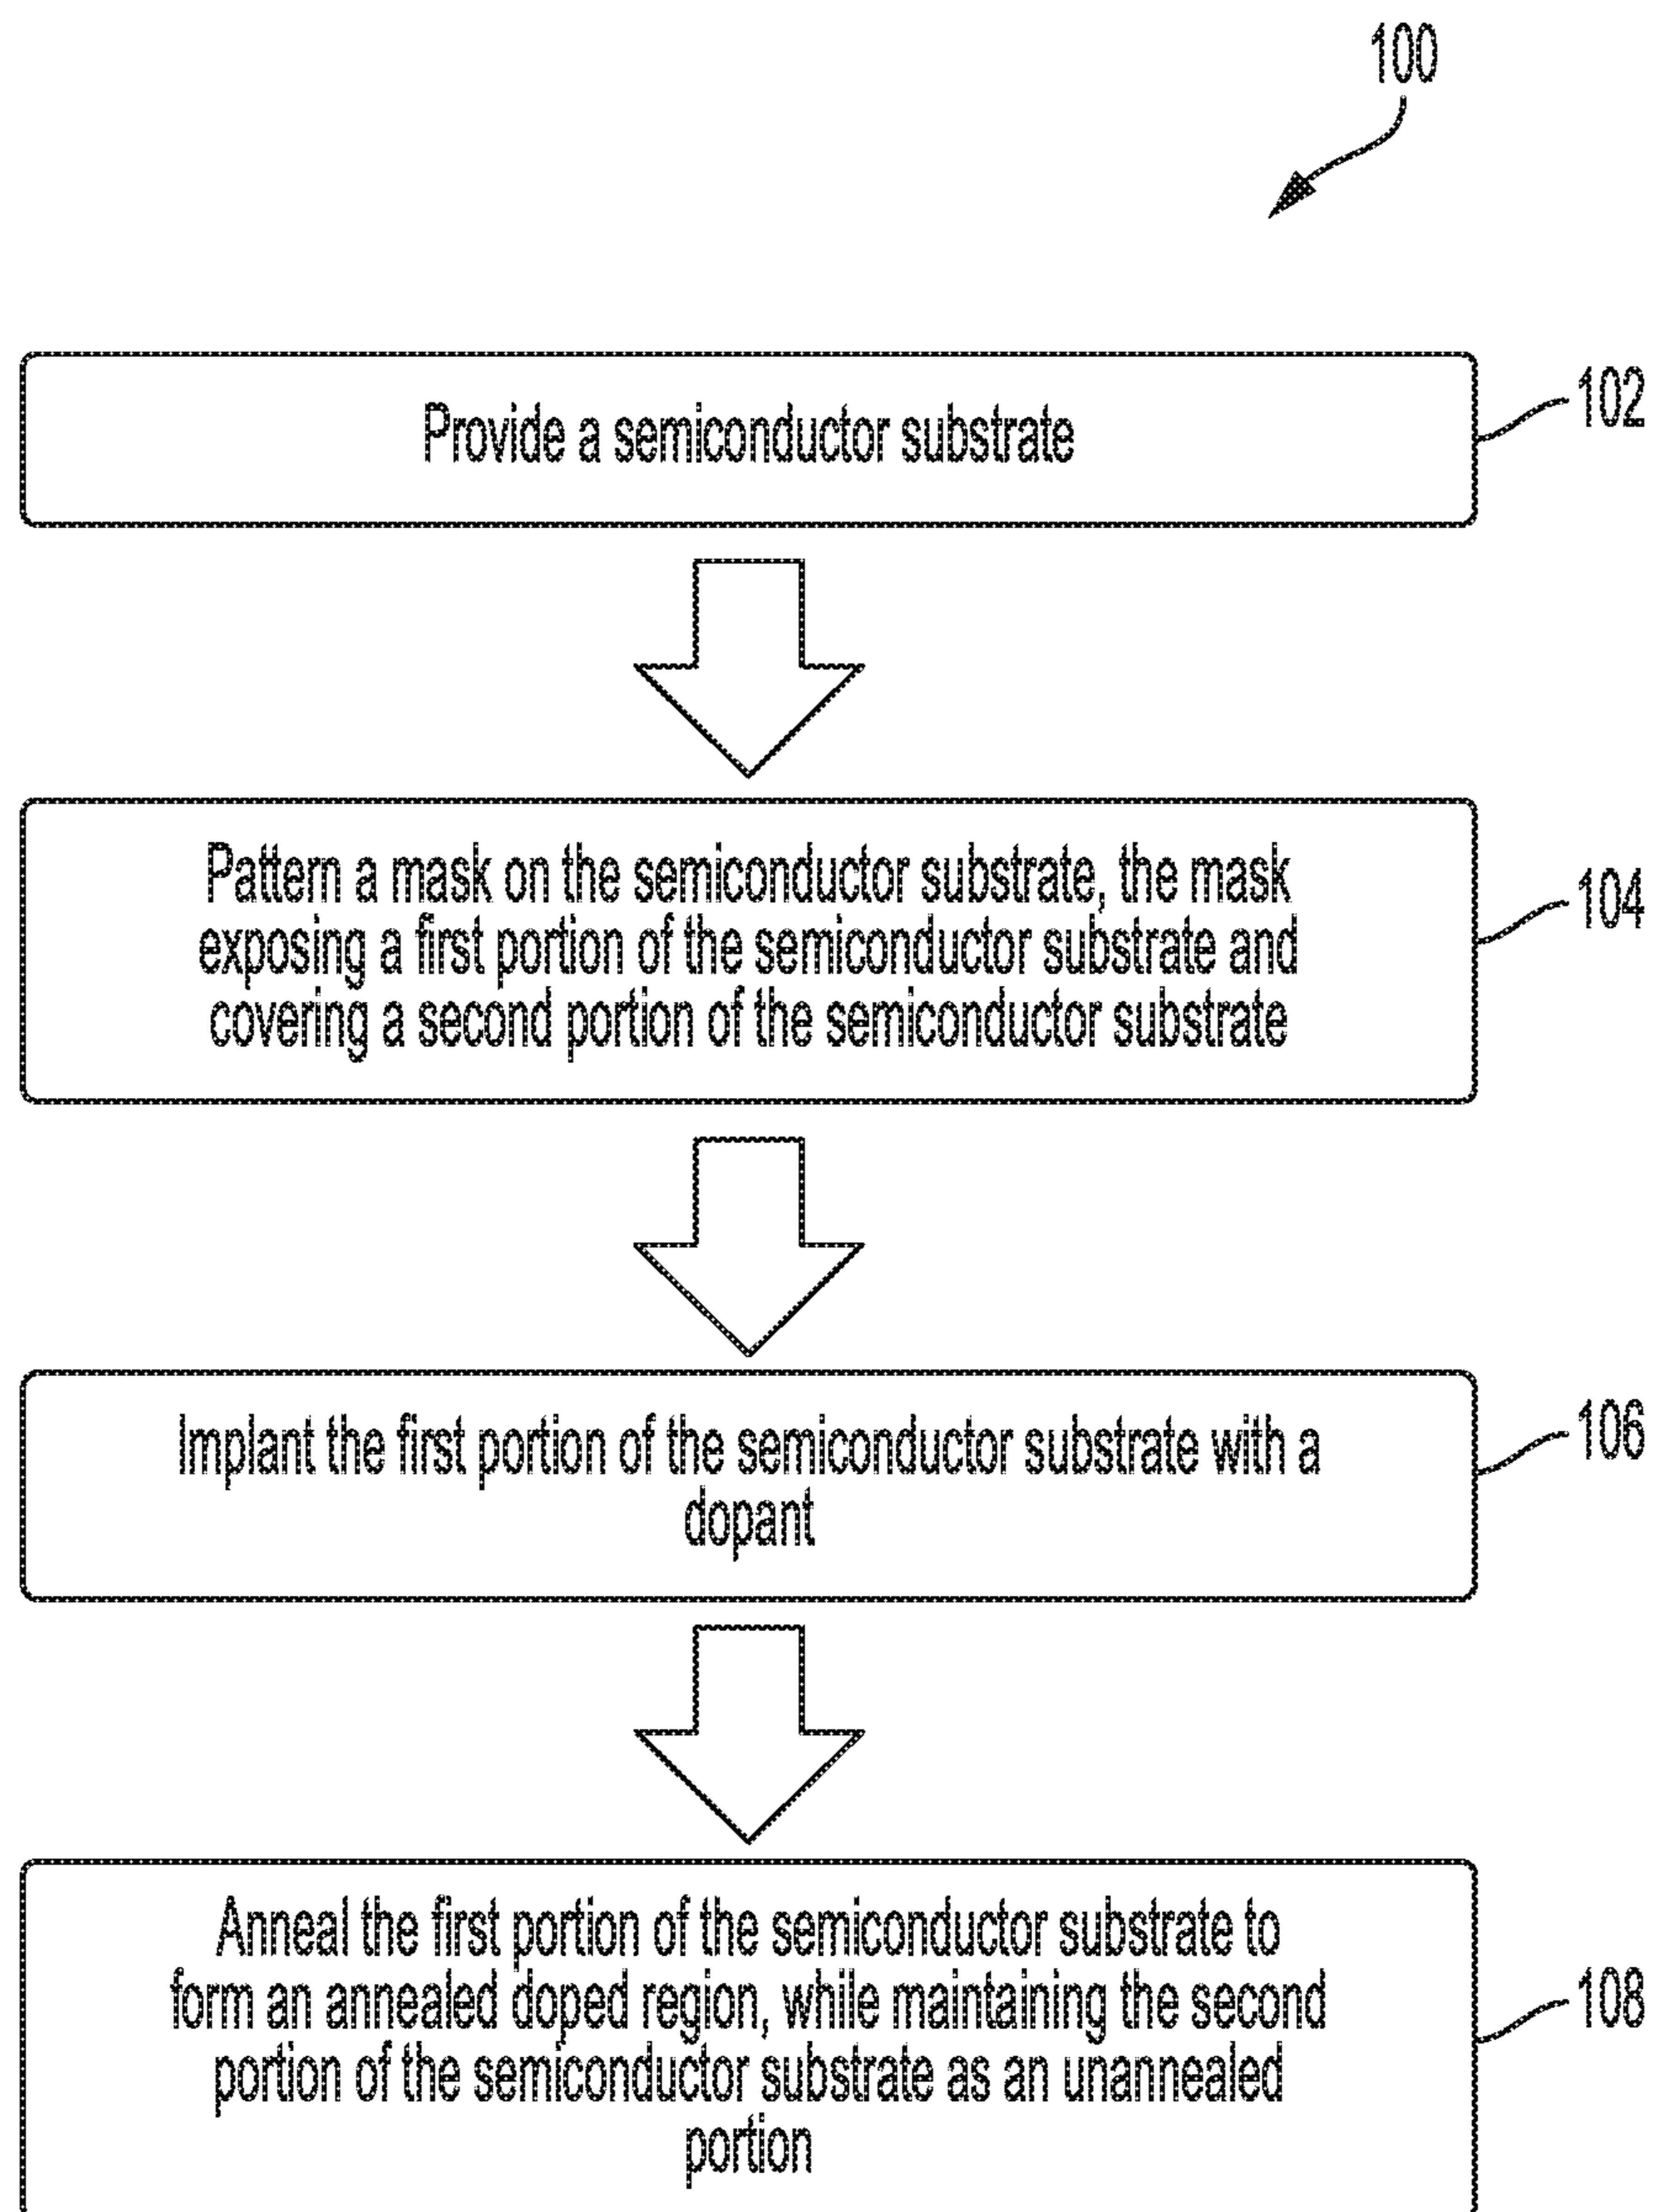 100
Provide a semiconductor substrate
102
Pattern a mask on the semiconductor substrate, the mask
exposing a first portion of the semiconductor substrate and
covering a second portion of the semiconductor substrate
104
Implant the first portion of the semiconductor substrate with a
dopant
106
Anneal the first portion of the semiconductor substrate to
form an annealed doped region, while maintaining the second
portion of the semiconductor substrate as an unannealed
portion
108